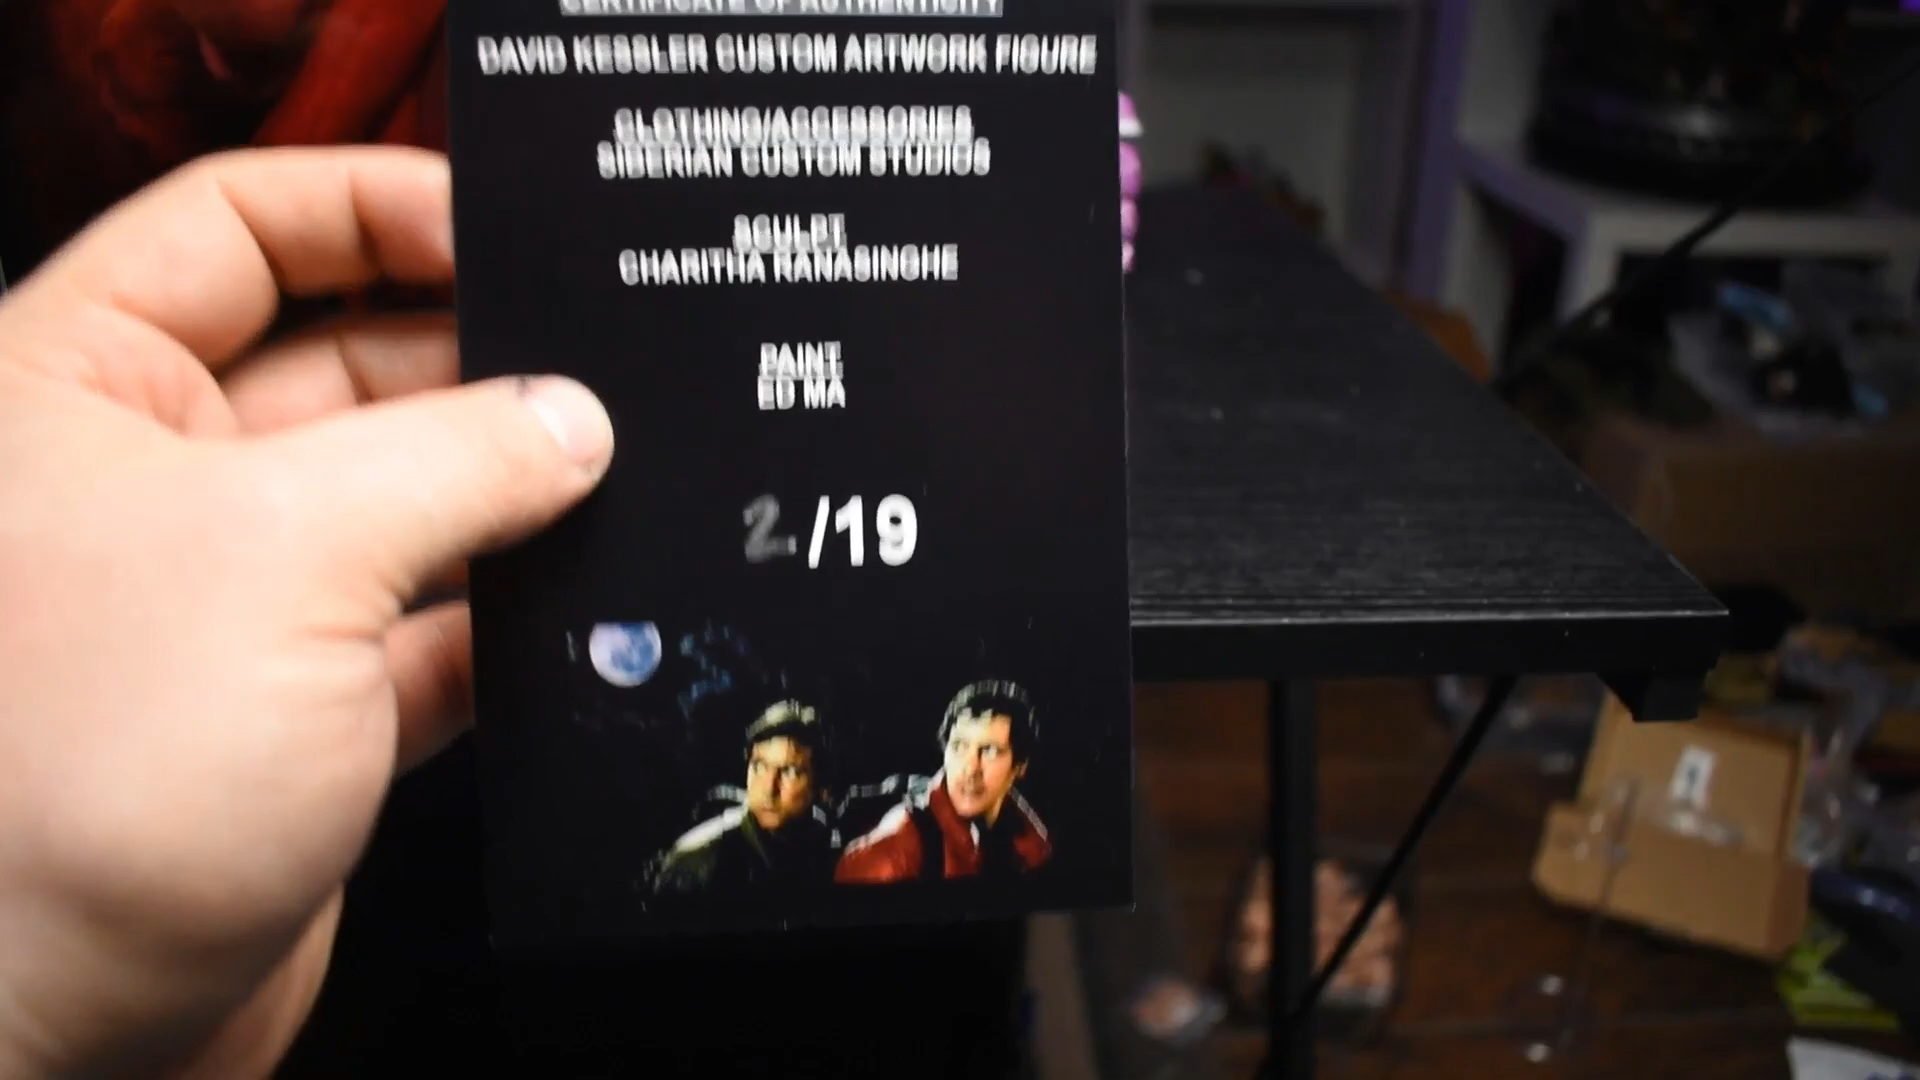 CERTIFICATE OF AUTHENTICITY
DAVID KESSLER CUSTOM ARTWORK FIGURE
CLOTHING/ACCESSORIES
SIBERIAN CUSTOM STUDIOS
SCULPT
CHARITHA RANASINGHE
PAINT
ED MA
2/19